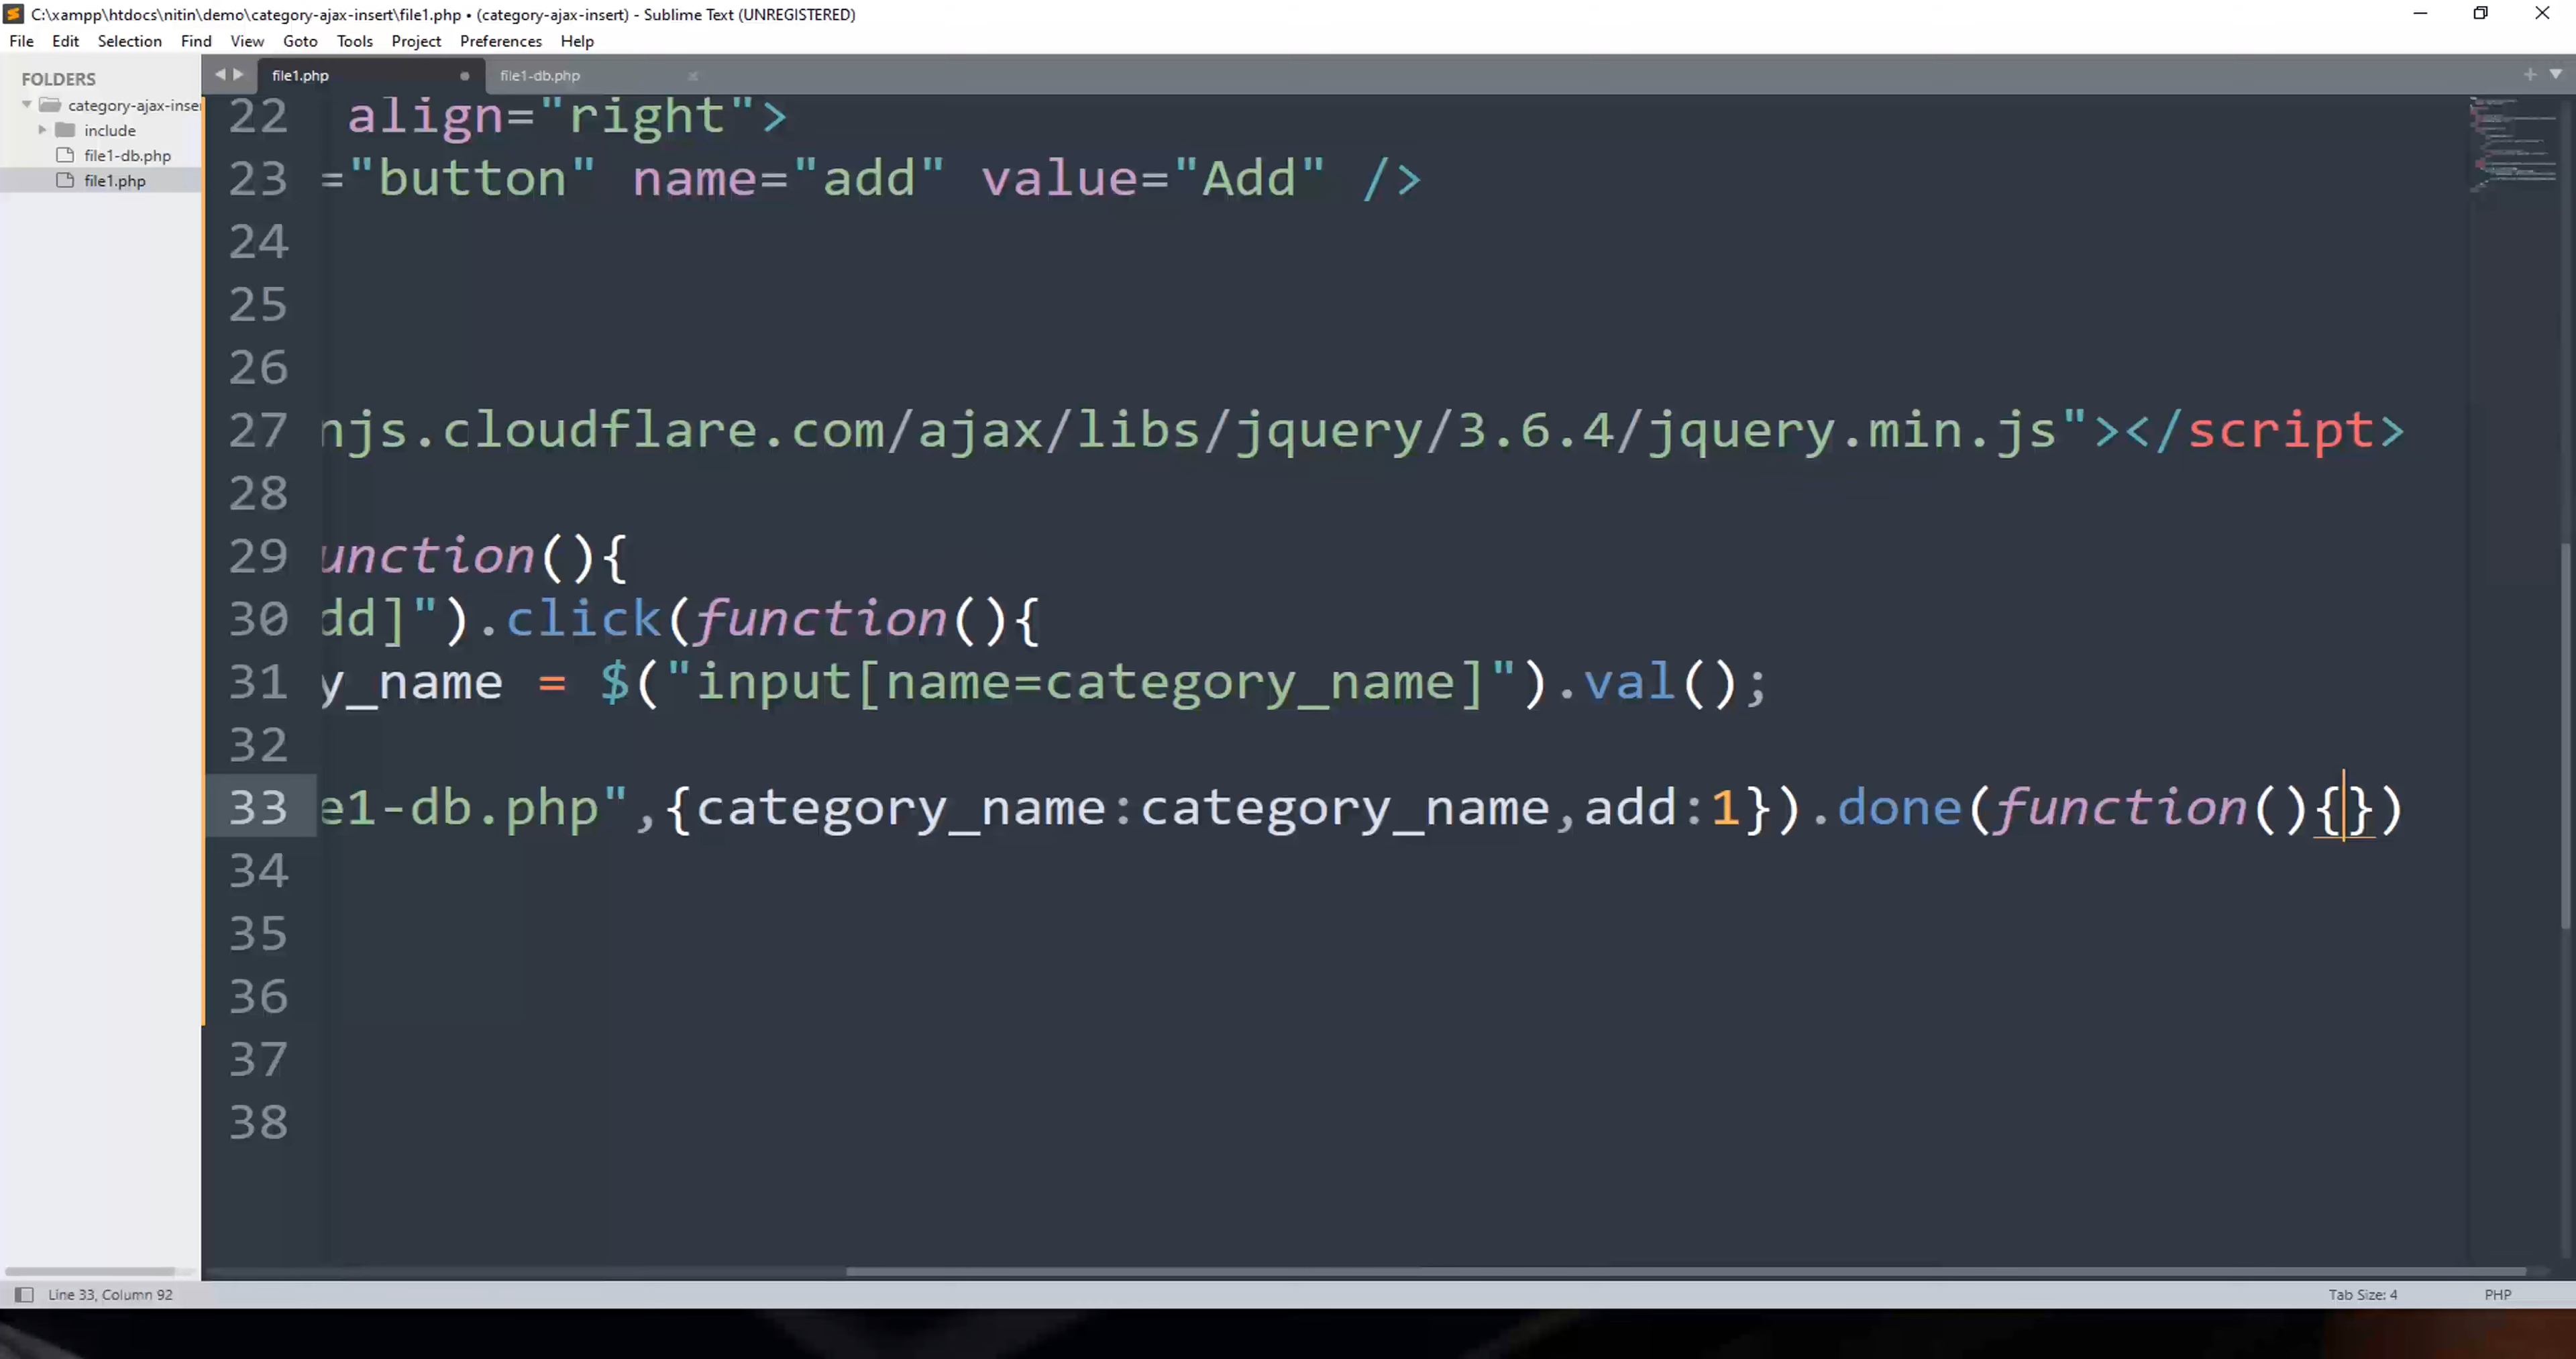 C:\xampp\htdocs\nitin\demo\category-ajax-insert\file1.php • (category-ajax-insert) - Sublime Text (UNREGISTERED)
File Edit Selection Find View Goto Tools Project Preferences Help
FOLDERS
category-ajax-inser
include
file1-db.php
file1.php
file1.php file1-db.php
22 align="right">
23 ="button" name="add" value="Add" />
24
25
26
27 njs.cloudflare.com/ajax/libs/jquery/3.6.4/jquery.min.js"></script>
28
29 unction(){
30 dd]").click(function(){
31 y_name = $("input[name=category_name]").val();
32
33 e1-db.php",{category_name:category_name,add:1}).done(function(){})
34
35
36
37
38
Line 33, Column 92 Tab Size: 4 PHP